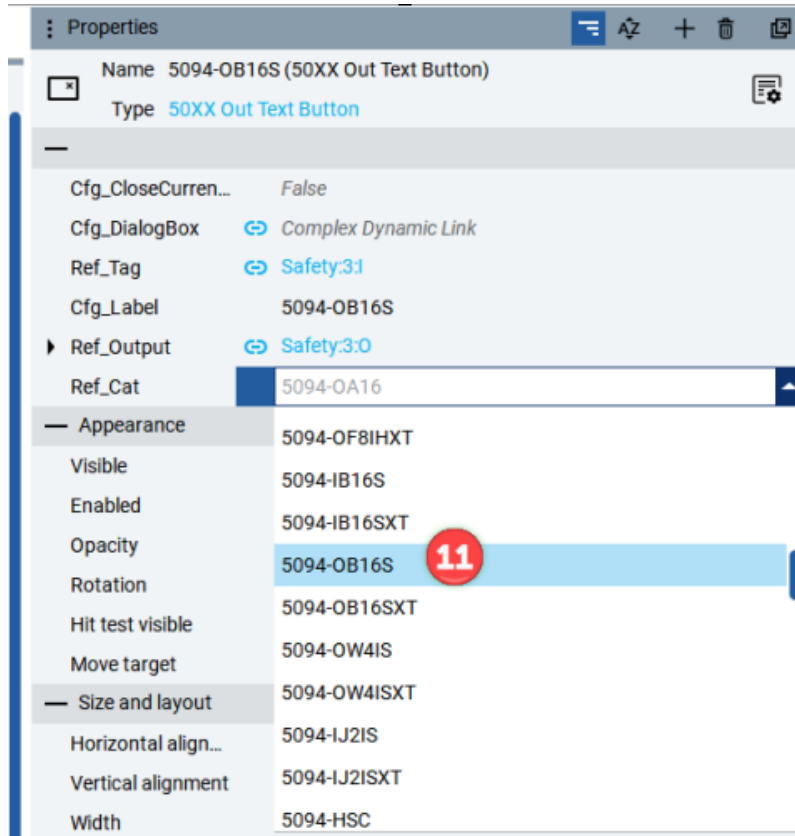 Properties
AZ
Name 5094-OB16S (50XX Out Text Button)
Type 50XX Out Text Button
Cfg_CloseCurren... False
Cfg_DialogBox Complex Dynamic Link
Ref_Tag Safety:3:I
Cfg_Label 5094-OB16S
Ref_Output Safety:3:O
Ref_Cat 5094-OA16
Appearance
5094-OF8IHXT
Visible
5094-IB16S
Enabled
5094-IB16SXT
Opacity
5094-OB16S 11
Rotation
5094-OB16SXT
Hit test visible
5094-OW4IS
Move target
5094-OW4ISXT
Size and layout
5094-IJ2IS
Horizontal align...
5094-IJ2ISXT
Vertical alignment
5094-HSC
Width